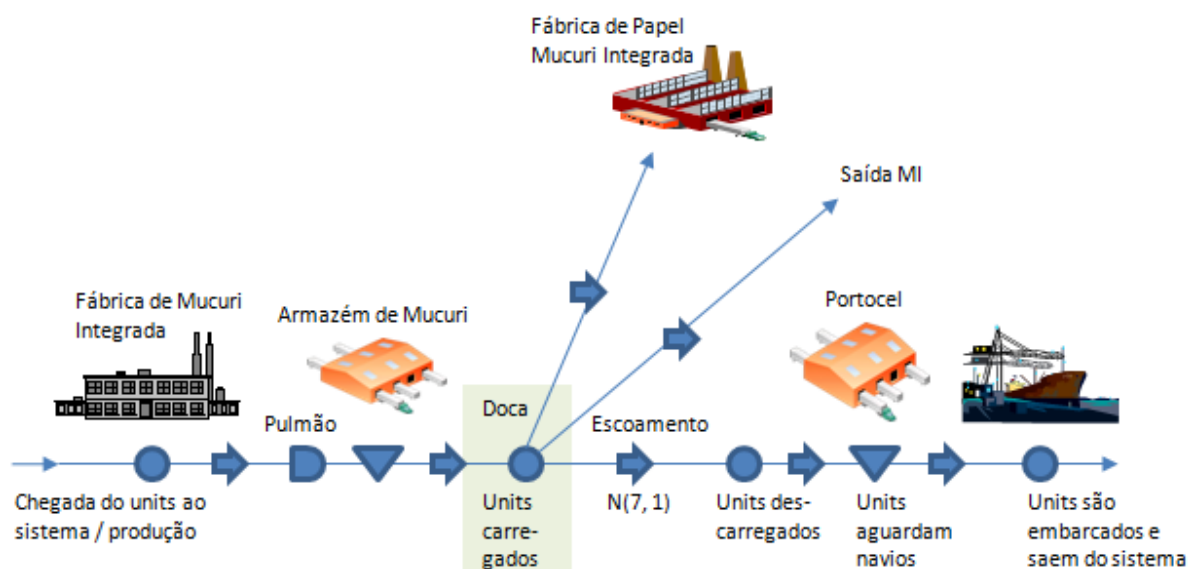 Fábrica de Papel
Mucuri Integrada
Saída MI
Fábrica de Mucuri
Integrada
Armazém de Mucuri
Portocel
Pulmão
Doca
Escoamento
Chegada do units ao
sistema / produção
Units
carre-
gados
N(7, 1)
Units des-
carregados
Units
aguardam
navios
Units são
embarcados e
saem do sistema